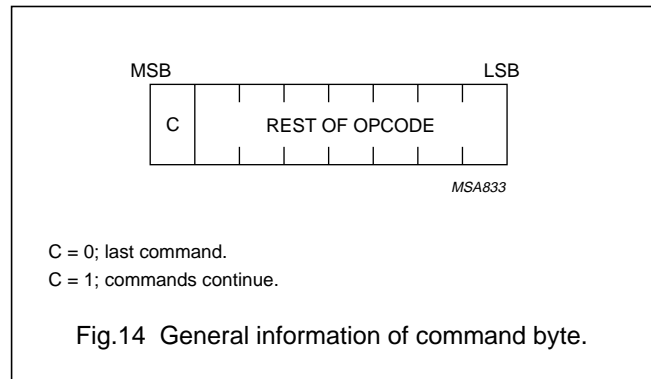 MSB LSB
C REST OF OPCODE
MSA833
C = 0; last command.
C = 1; commands continue.
Fig.14 General information of command byte.